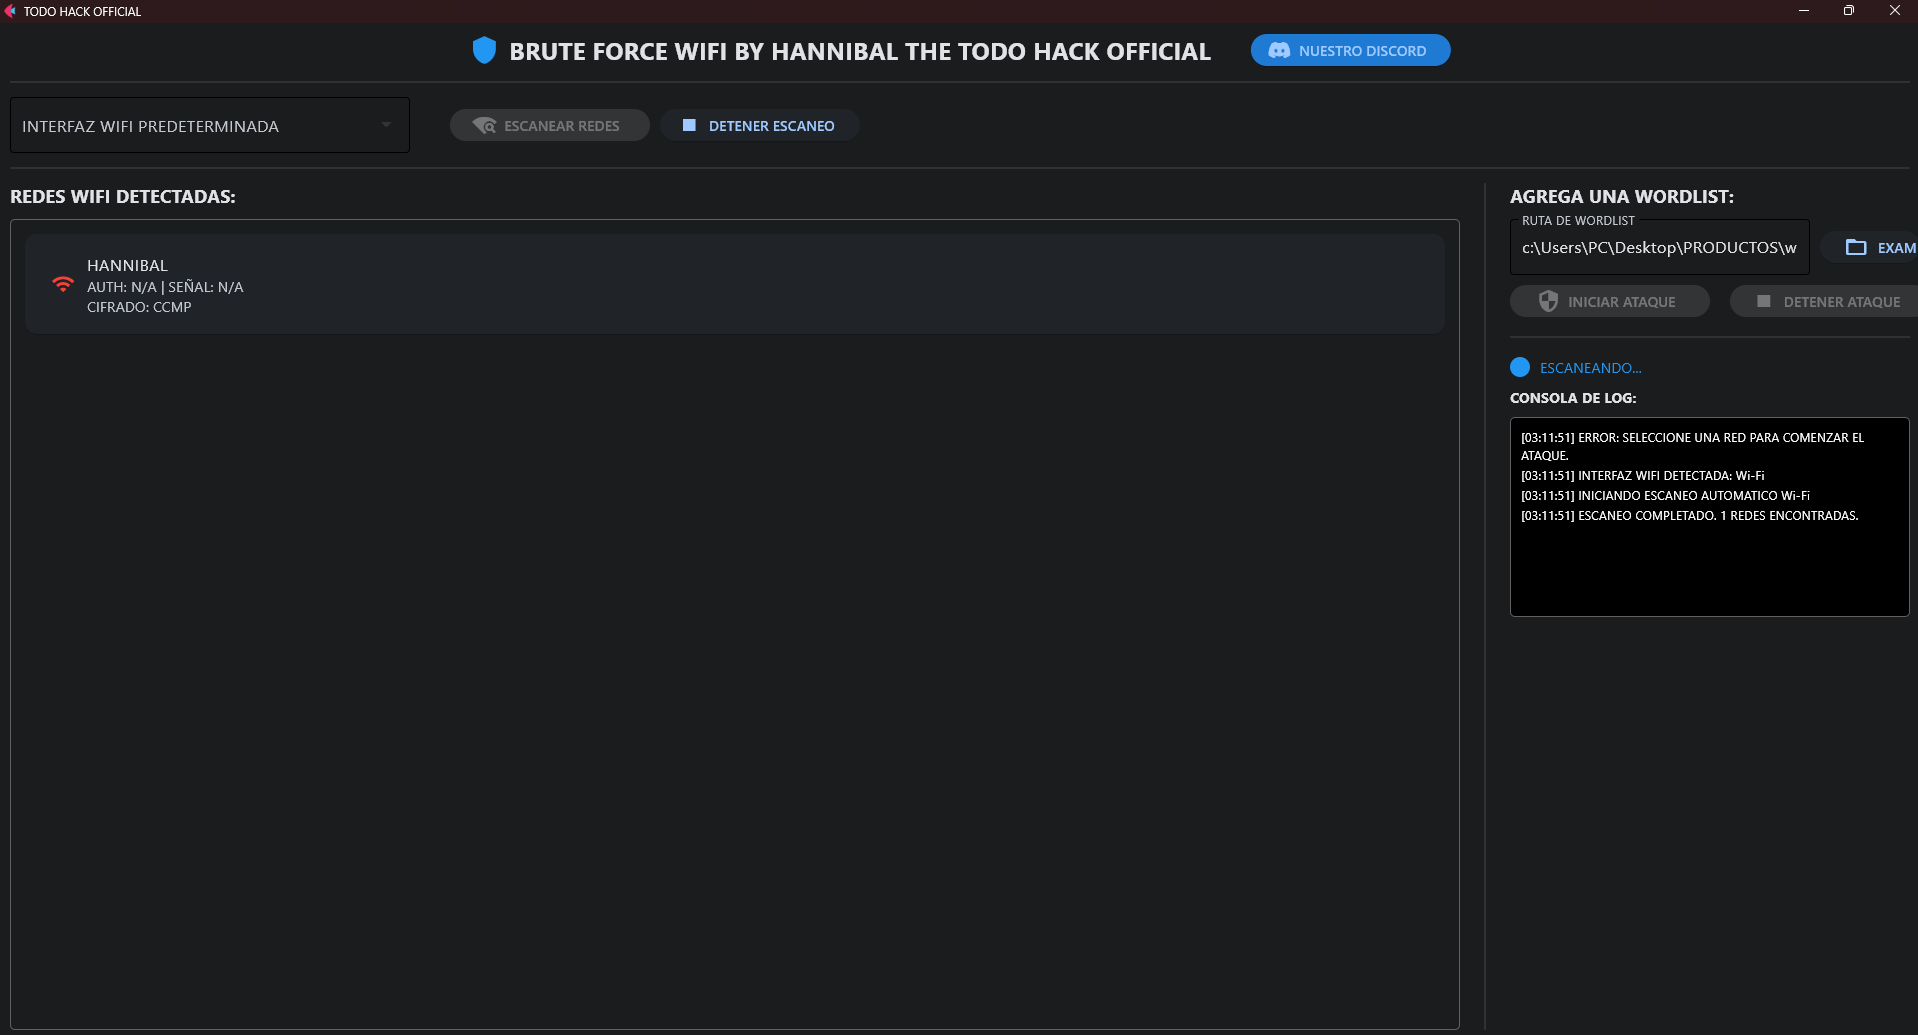 TODO HACK OFFICIAL
BRUTE FORCE WIFI BY HANNIBAL THE TODO HACK OFFICIAL
NUESTRO DISCORD
INTERFAZ WIFI PREDETERMINADA
ESCANEAR REDES
DETENER ESCANEO
REDES WIFI DETECTADAS:
HANNIBAL
AUTH: N/A | SEÑAL: N/A
CIFRADO: CCMP
AGREGA UNA WORDLIST:
RUTA DE WORDLIST
c:\Users\PC\Desktop\PRODUCTOS\w
EXAM
INICIAR ATAQUE
DETENER ATAQUE
ESCANEANDO...
CONSOLA DE LOG:
[03:11:51] ERROR: SELECCIONE UNA RED PARA COMENZAR EL
ATAQUE.
[03:11:51] INTERFAZ WIFI DETECTADA: Wi-Fi
[03:11:51] INICIANDO ESCANEO AUTOMATICO Wi-Fi
[03:11:51] ESCANEO COMPLETADO. 1 REDES ENCONTRADAS.